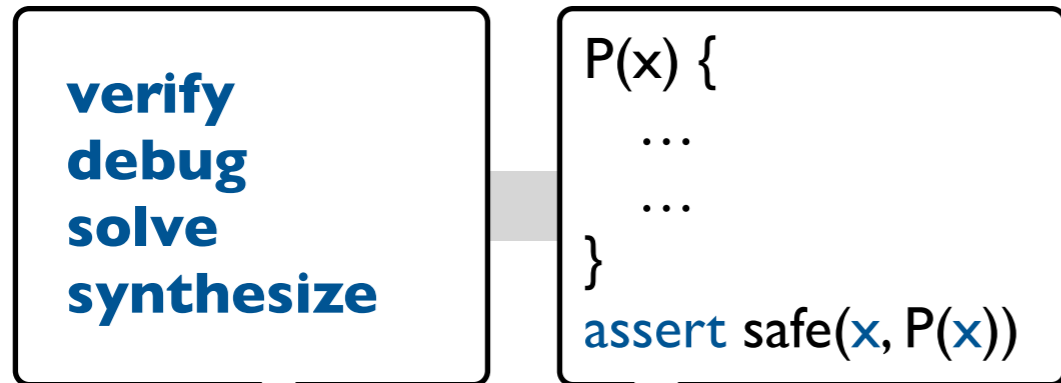 verify
debug
solve
synthesize
P(x) {
…
…
}
assert safe(x, P(x))